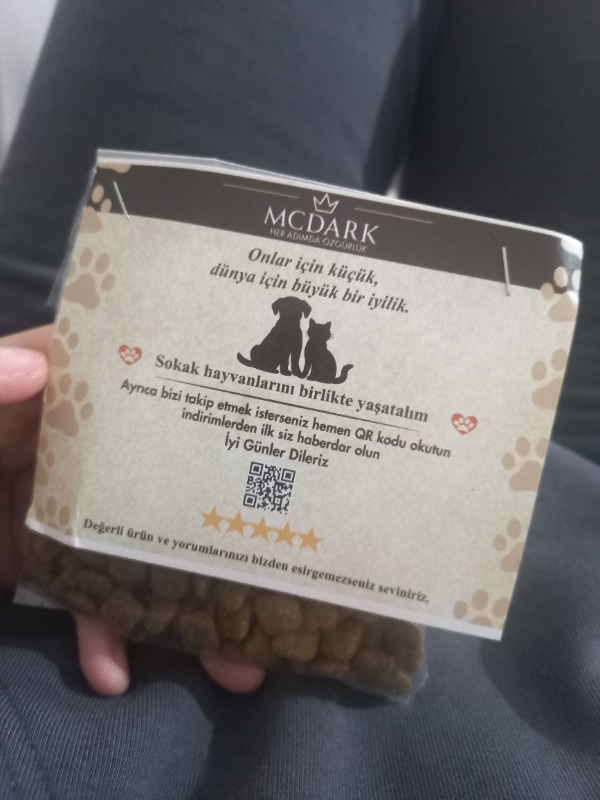 MCDARK
HER ADIMDA ÖZGÜRLÜK
Onlar için küçük,
dünya için büyük bir iyilik.
Sokak hayvanlarını birlikte yaşatalım
Ayrıca bizi takip etmek isterseniz hemen QR kodu okutun
indirimlerden ilk siz haberdar olun
İyi Günler Dileriz
Değerli ürün ve yorumlarınızı bizden esirgemezseniz seviniriz.